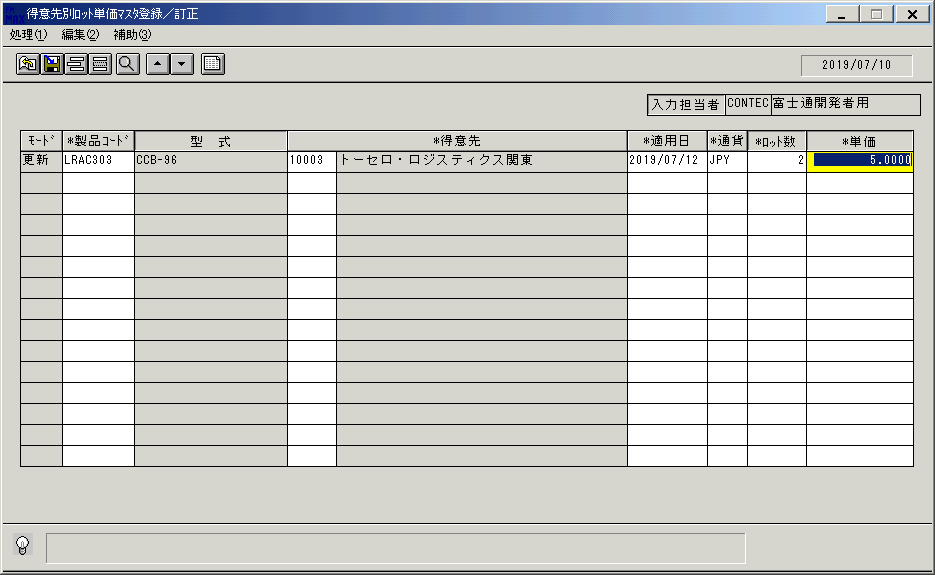 得意先別ﾛｯﾄ単価ﾏｽﾀ登録／訂正
処理(1) 編集(2) 補助(3)
2019/07/10
入力担当者 CONTEC 富士通開発者用
ﾓｰﾄﾞ *製品ｺｰﾄﾞ 型 式 *得意先 *適用日 *通貨 *ﾛｯﾄ数 *単価
更新 LRAC303 CCB-96 10003 トーセロ・ロジスティクス関東 2019/07/12 JPY 2 5.0000